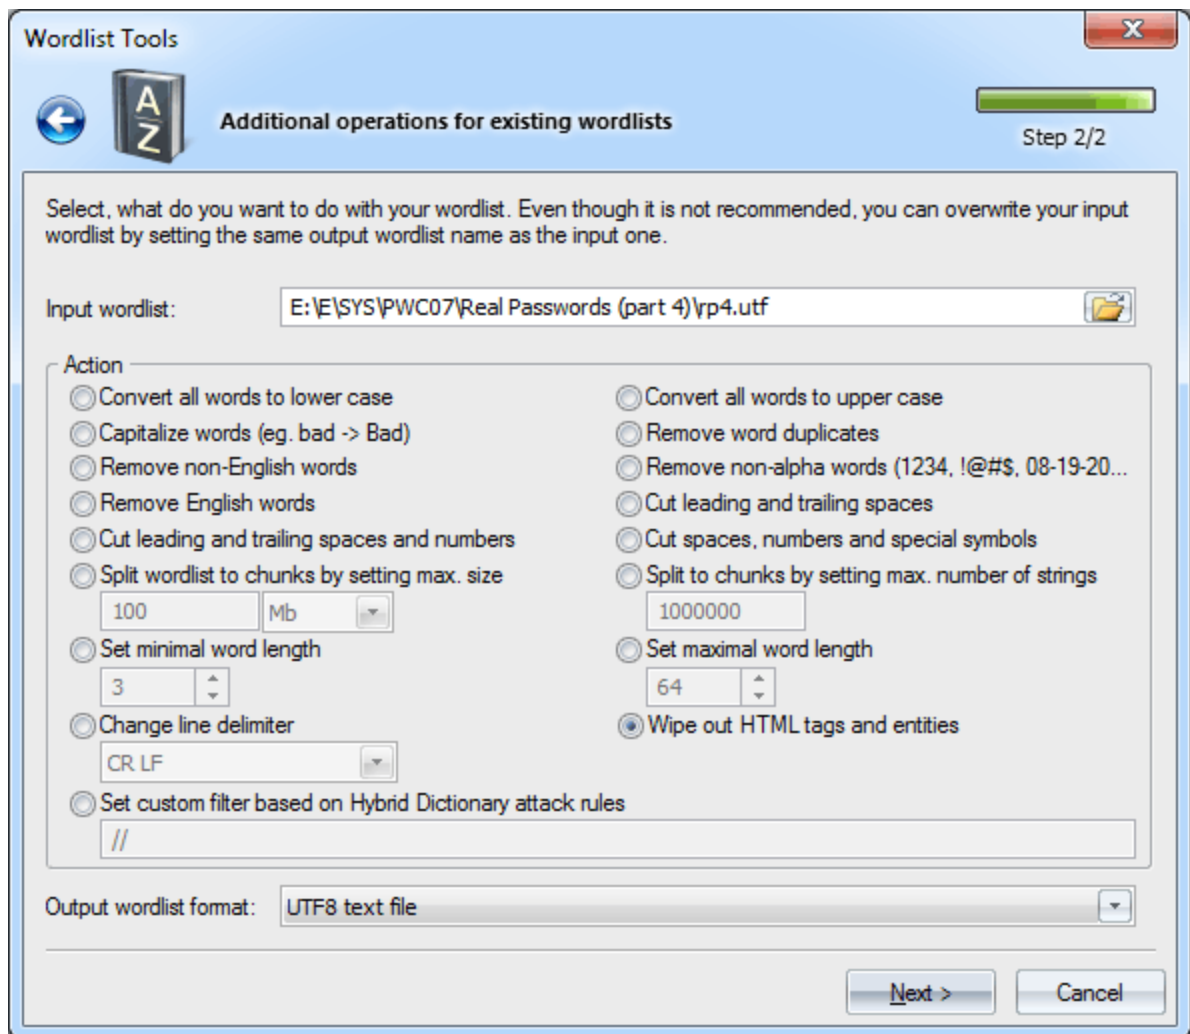 Wordlist Tools
A
Z
Additional operations for existing wordlists
Step 2/2
Select, what do you want to do with your wordlist. Even though it is not recommended, you can overwrite your input
wordlist by setting the same output wordlist name as the input one.
Input wordlist: E:\E\SYS\PWC07\Real Passwords (part 4)\rp4.utf
Action
Convert all words to lower case Convert all words to upper case
Capitalize words (eg. bad -> Bad) Remove word duplicates
Remove non-English words Remove non-alpha words (1234, !@#$, 08-19-20...
Remove English words Cut leading and trailing spaces
Cut leading and trailing spaces and numbers Cut spaces, numbers and special symbols
Split wordlist to chunks by setting max. size Split to chunks by setting max. number of strings
100 Mb 1000000
Set minimal word length Set maximal word length
3 64
Change line delimiter Wipe out HTML tags and entities
CR LF
Set custom filter based on Hybrid Dictionary attack rules
//
Output wordlist format: UTF8 text file
Next > Cancel